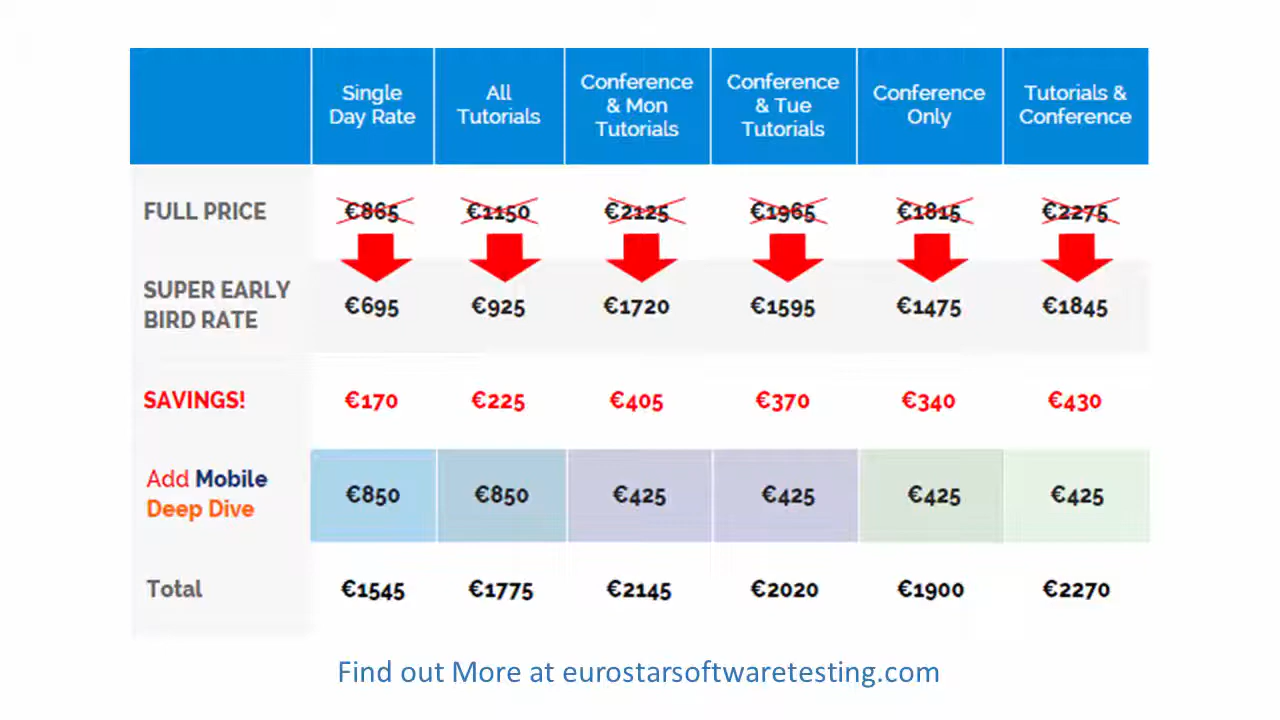 Single Day Rate
All Tutorials
Conference & Mon Tutorials
Conference & Tue Tutorials
Conference Only
Tutorials & Conference
FULL PRICE €865 €1150 €2125 €1965 €1815 €2275
SUPER EARLY BIRD RATE €695 €925 €1720 €1595 €1475 €1845
SAVINGS! €170 €225 €405 €370 €340 €430
Add Mobile Deep Dive €850 €850 €425 €425 €425 €425
Total €1545 €1775 €2145 €2020 €1900 €2270
Find out More at eurostarsoftwaretesting.com